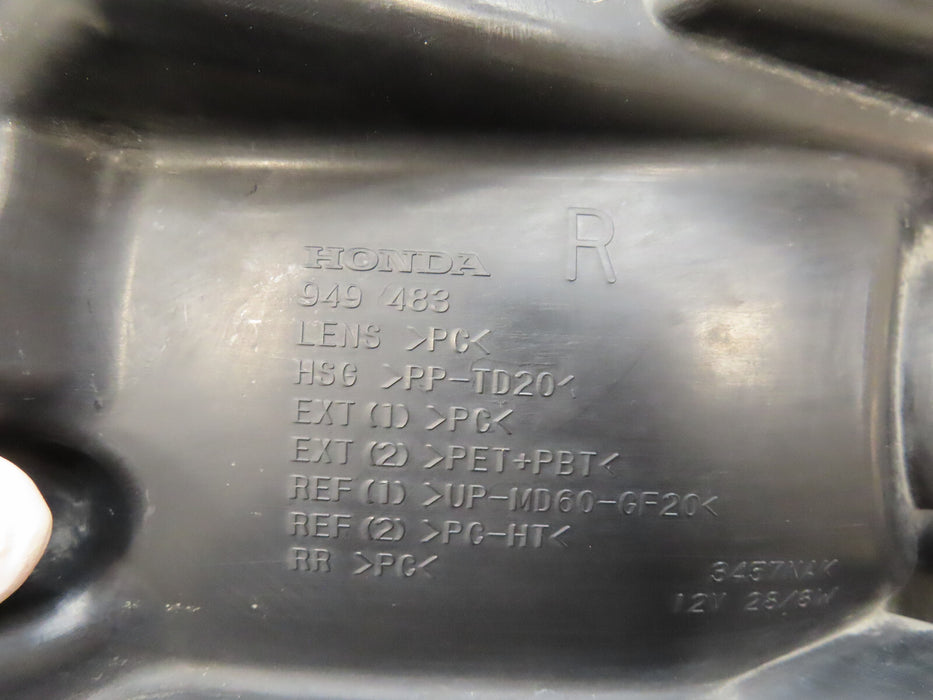 HONDA R
949 483
LENS >PC<
HSG >PP-TD20<
EXT (1) >PC<
EXT (2) >PET+PBT<
REF (1) >UP-MD60-GF20<
REF (2) >PC-HT<
RR >PC<
3457NAK
12V 28/8W